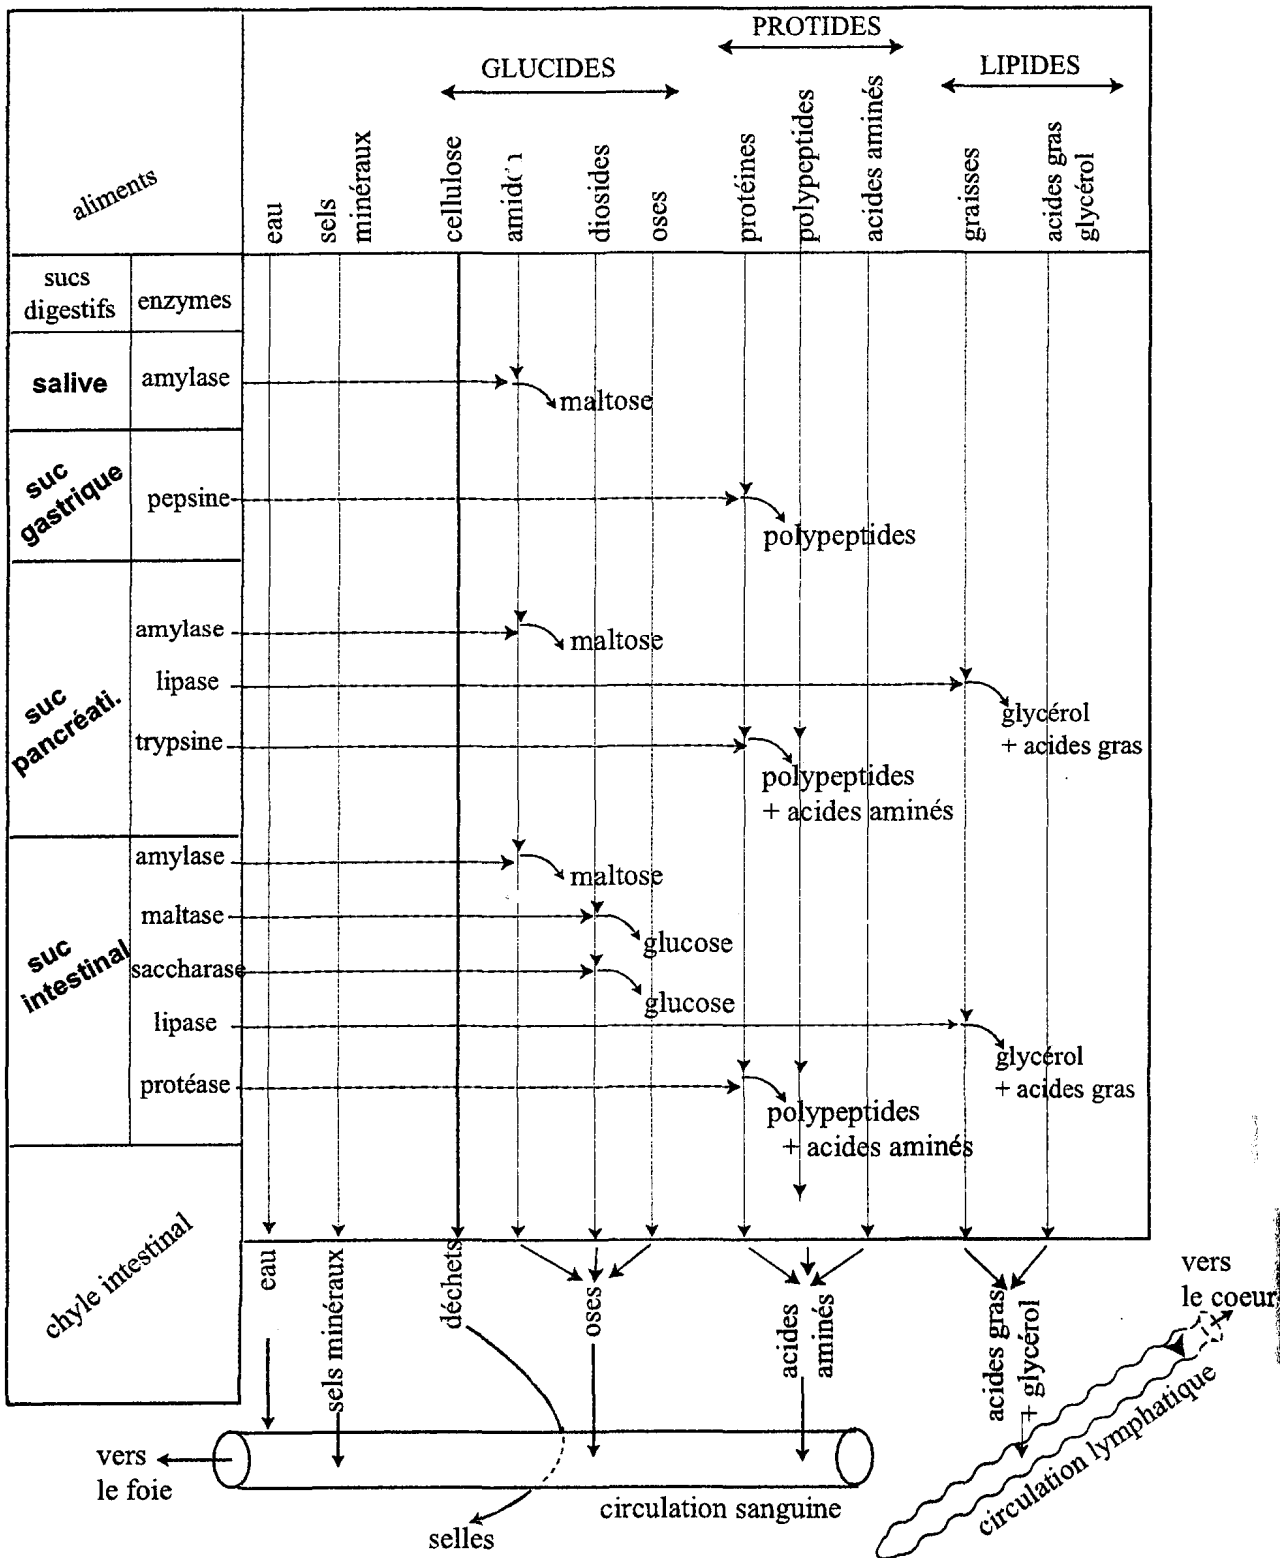 PROTIDES
GLUCIDES
LIPIDES
aliments
eau
sels
minéraux
cellulose
diosides
oses
protéines
polypeptides
acides aminés
graisses
acides gras
glycérol
sucs
digestifs
enzymes
salive
amylase
maltose
suc
gastrique
pepsine
polypeptides
suc
pancréati.
amylase
maltose
lipase
glycérol
+ acides gras
trypsine
polypeptides
+ acides aminés
suc
intestinal
amylase
maltose
maltase
glucose
saccharase
glucose
lipase
glycérol
+ acides gras
protéase
polypeptides
+ acides aminés
chyle intestinal
eau
sels minéraux
déchets
oses
acides
aminés
acides gras
+ glycérol
vers
le coeur
vers
le foie
circulation sanguine
circulation lymphatique
selles